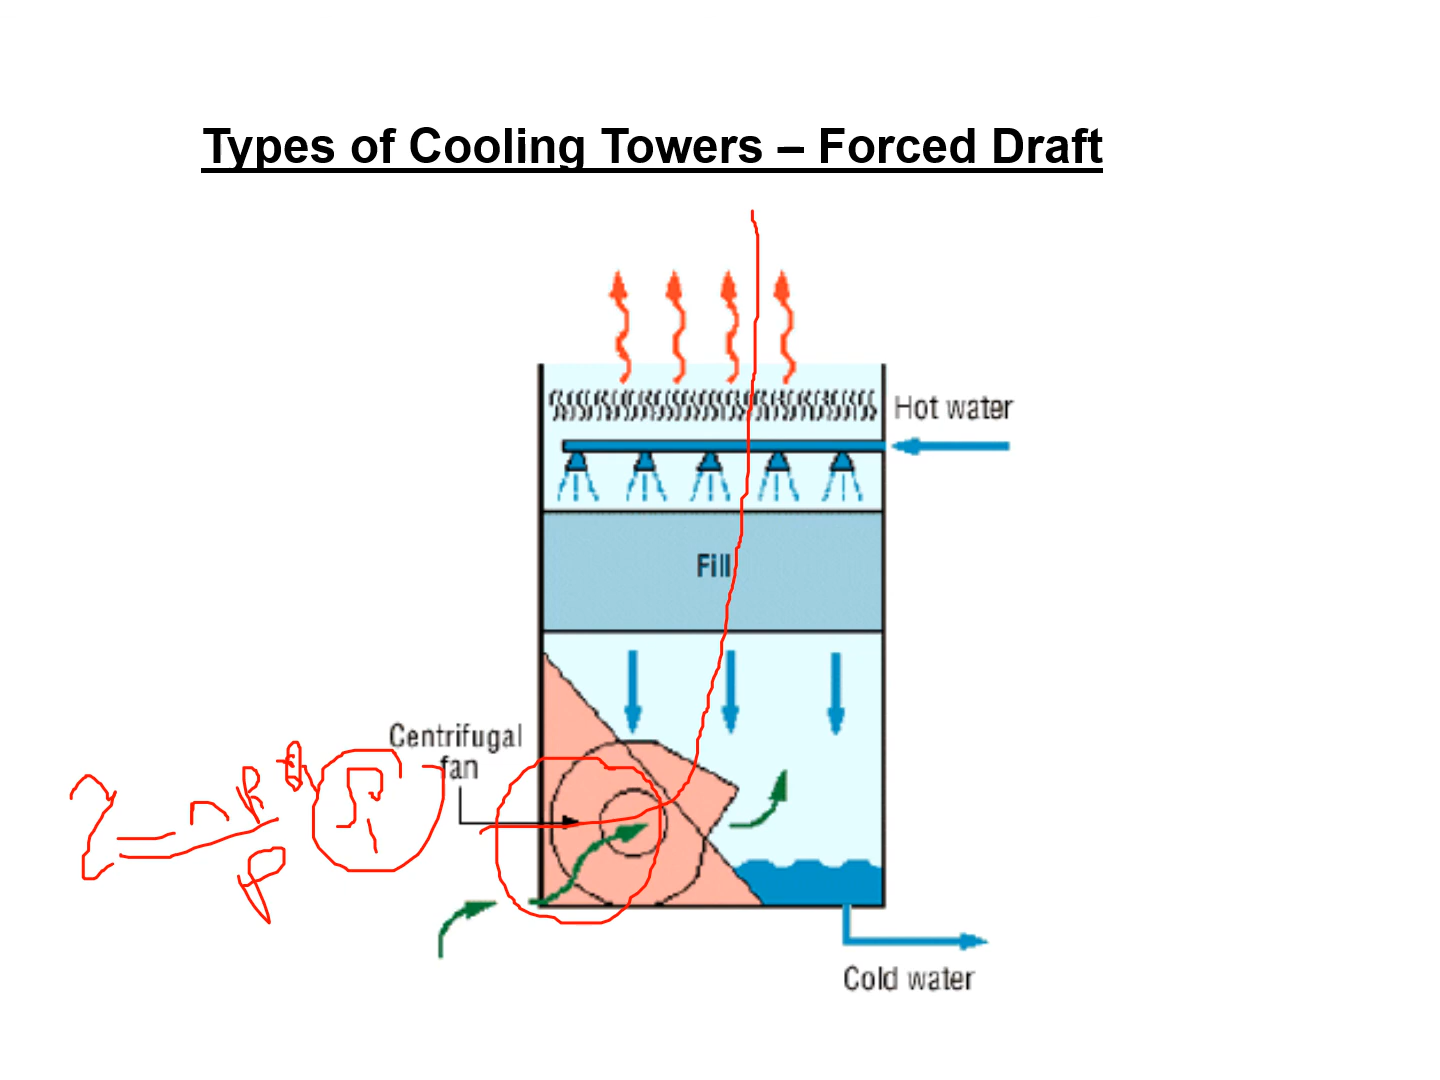 Types of Cooling Towers – Forced Draft
Hot water
Fill
Centrifugal
fan
Cold water